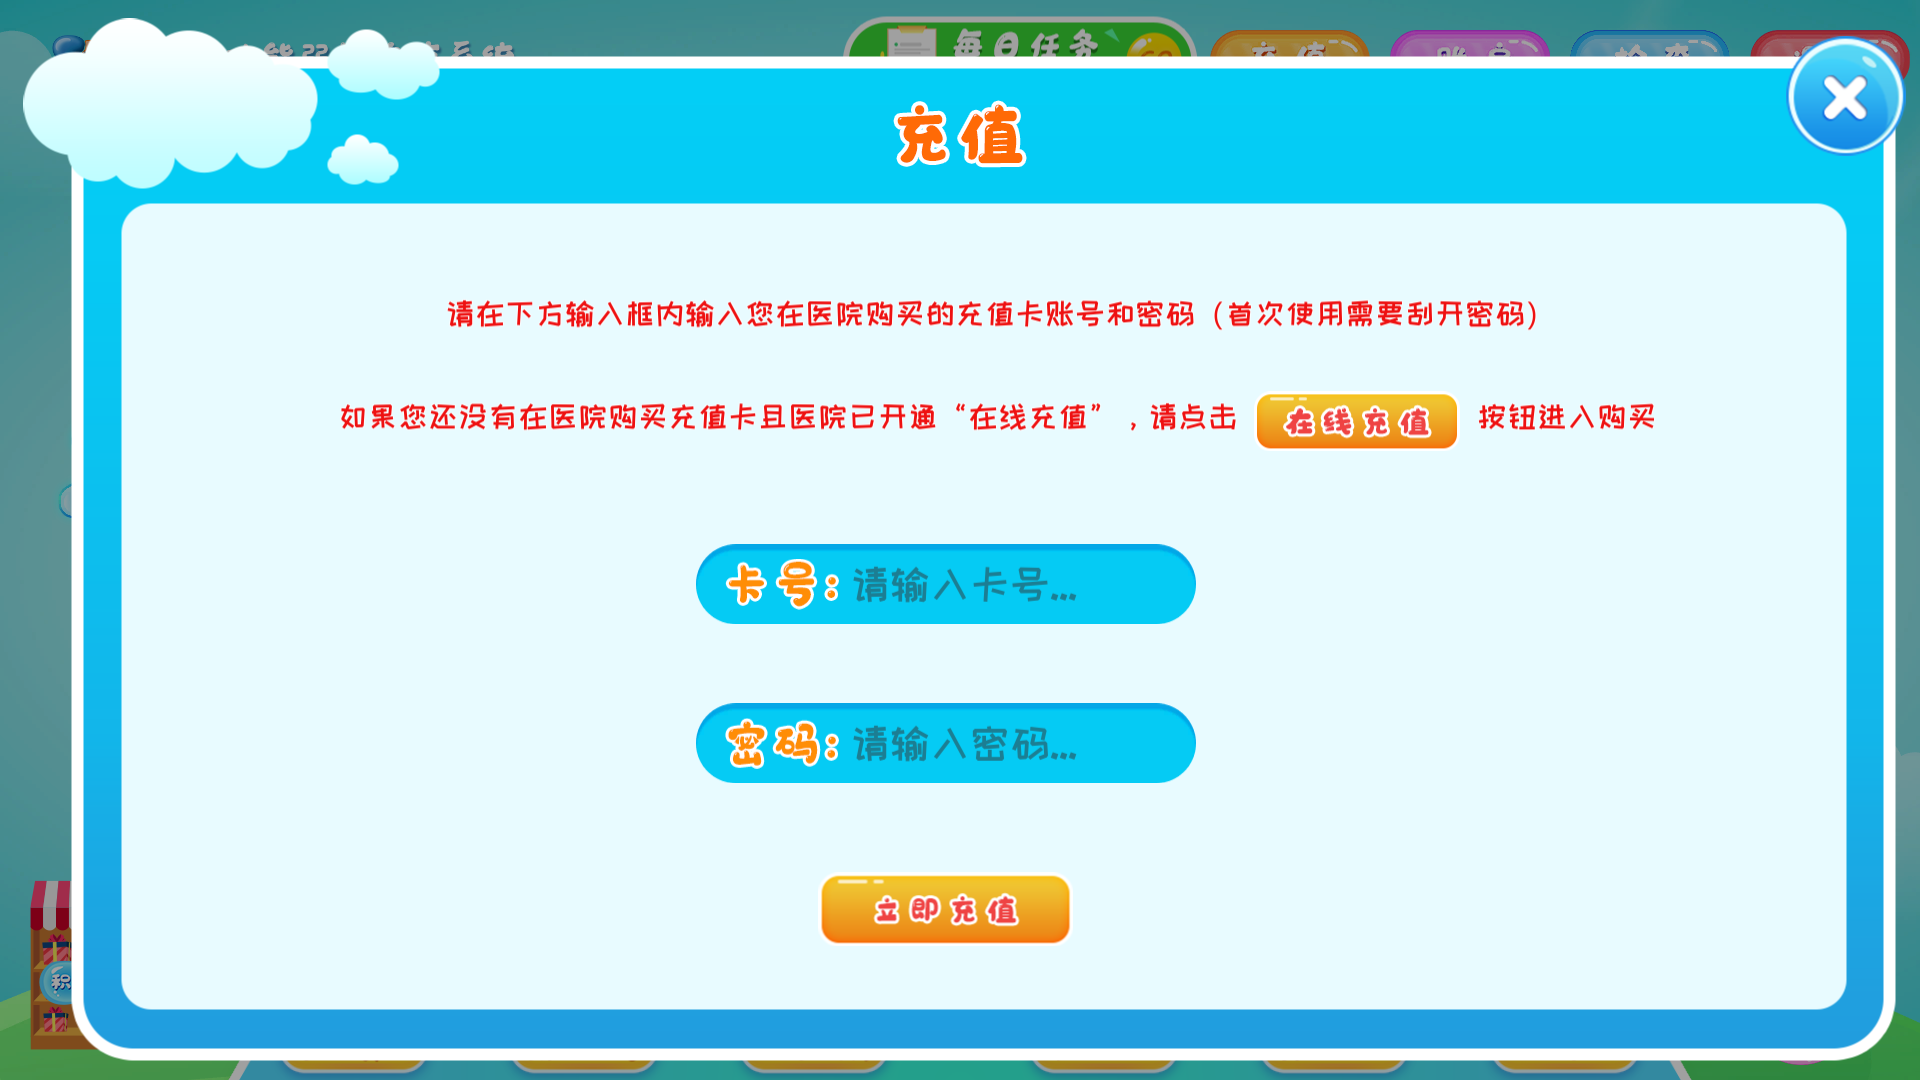 每日任务
充值
请在下方输入框内输入您在医院购买的充值卡账号和密码（首次使用需要刮开密码）
如果您还没有在医院购买充值卡且医院已开通“在线充值”，请点击 在线充值 按钮进入购买
卡号: 请输入卡号...
密码: 请输入密码...
立即充值